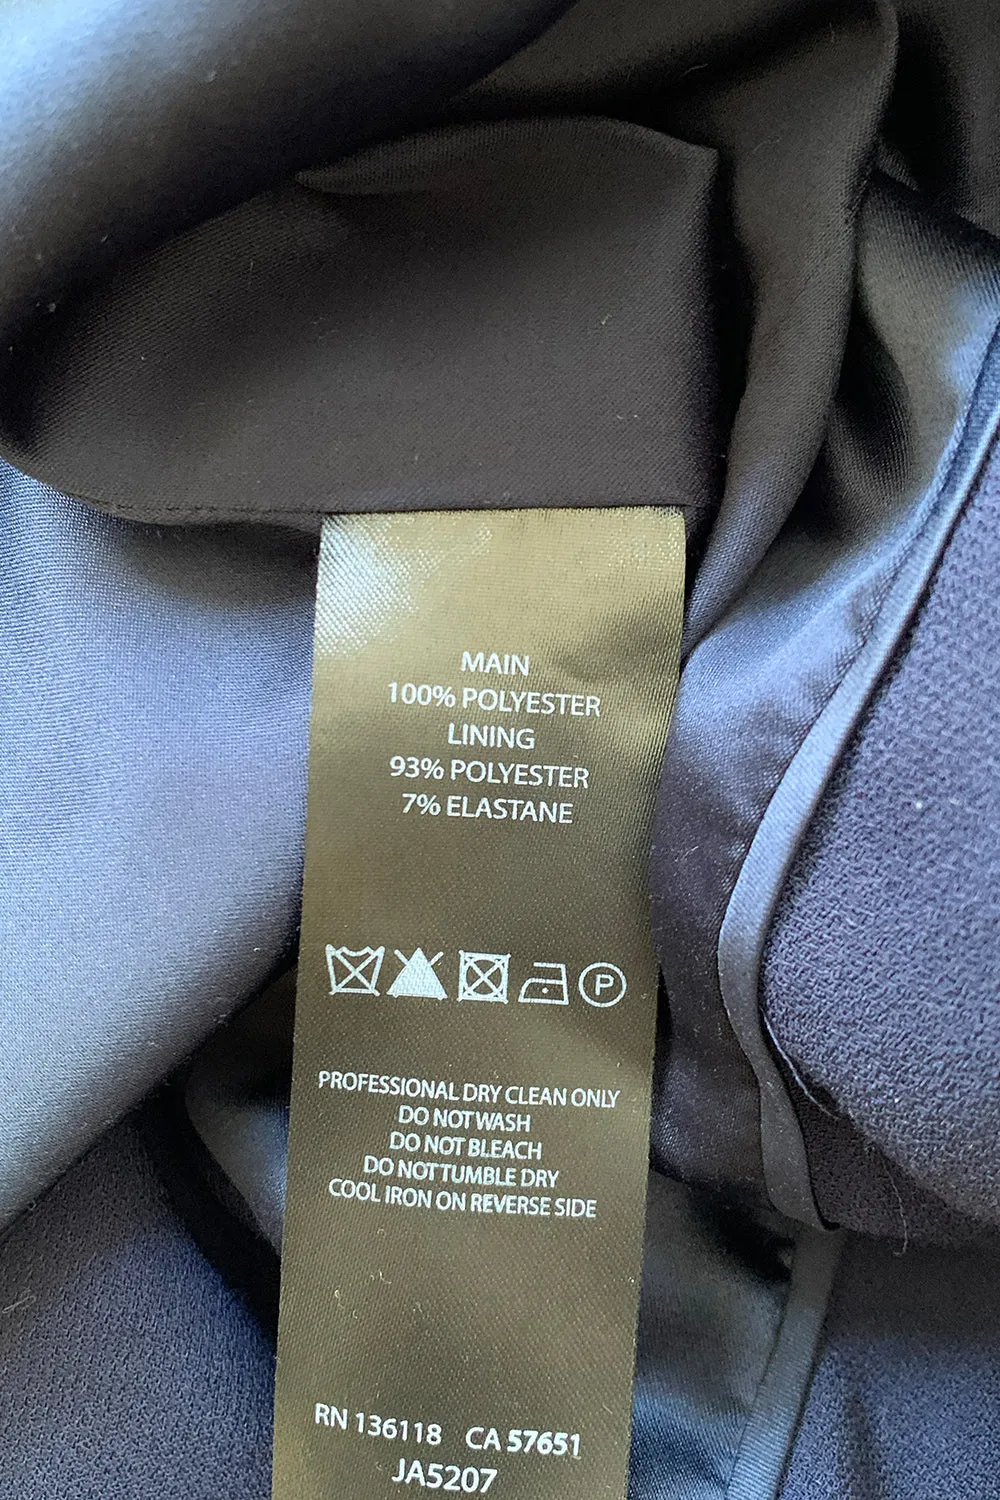 MAIN
100% POLYESTER
LINING
93% POLYESTER
7% ELASTANE
P
PROFESSIONAL DRY CLEAN ONLY
DO NOT WASH
DO NOT BLEACH
DO NOT TUMBLE DRY
COOL IRON ON REVERSE SIDE
RN 136118 CA 57651
JA5207